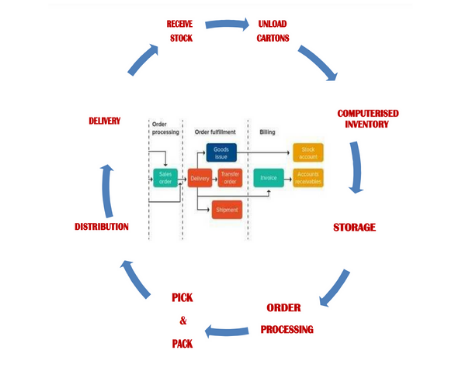 RECEIVE
STOCK
UNLOAD
CARTONS
COMPUTERISED
INVENTORY
STORAGE
ORDER
PROCESSING
PICK
&
PACK
DISTRIBUTION
DELIVERY
Order
processing
Order fulfillment
Billing
Goods
issue
Stock
account
Sales
order
Delivery
Transfer
order
Invoice
Accounts
receivables
Shipment